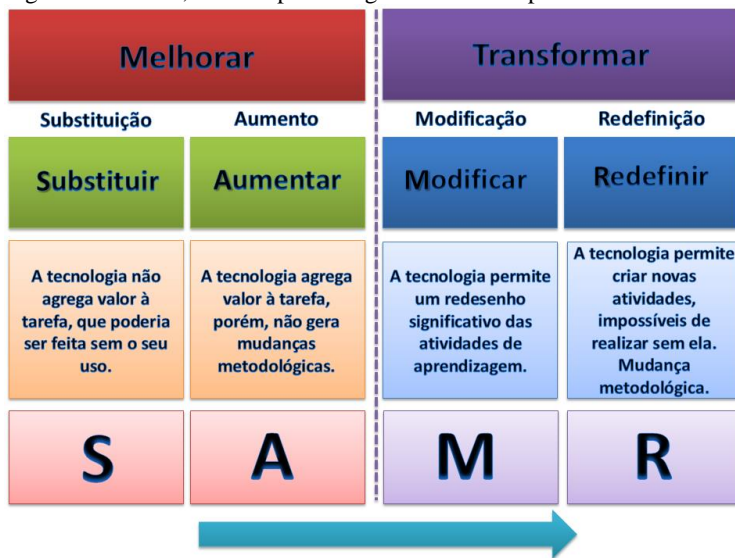 Melhorar
Transformar
Substituição
Aumento
Modificação
Redefinição
Substituir
Aumentar
Modificar
Redefinir
A tecnologia não
agrega valor à
tarefa, que poderia
ser feita sem o seu
uso.
A tecnologia agrega
valor à tarefa,
porém, não gera
mudanças
metodológicas.
A tecnologia permite
um redesenho
significativo das
atividades de
aprendizagem.
A tecnologia permite
criar novas
atividades,
impossíveis de
realizar sem ela.
Mudança
metodológica.
S
A
M
R